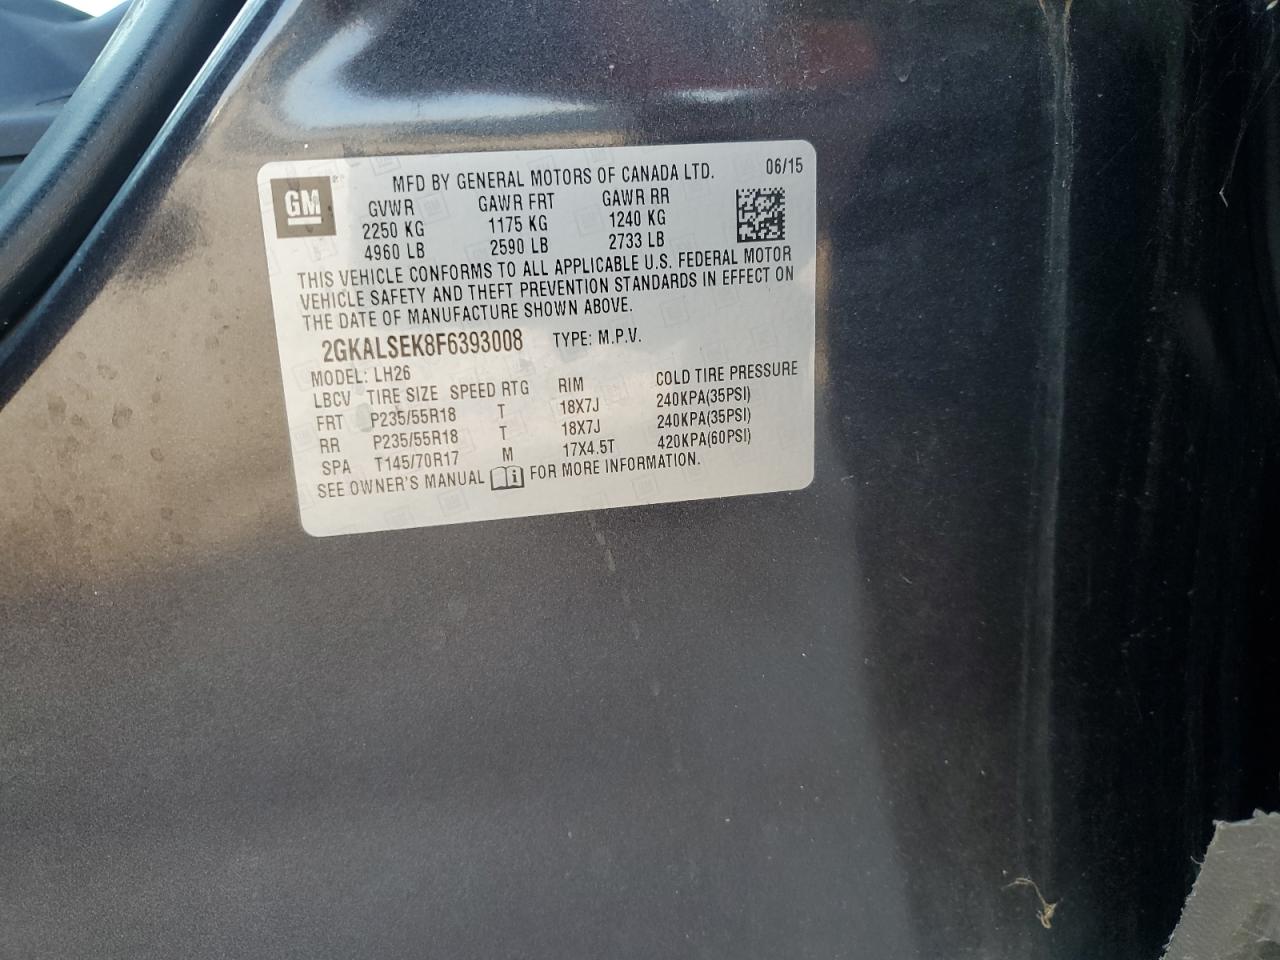 GM
MFD BY GENERAL MOTORS OF CANADA LTD. 06/15
GVWR GAWR FRT GAWR RR
2250 KG 1175 KG 1240 KG
4960 LB 2590 LB 2733 LB
THIS VEHICLE CONFORMS TO ALL APPLICABLE U.S. FEDERAL MOTOR
VEHICLE SAFETY AND THEFT PREVENTION STANDARDS IN EFFECT ON
THE DATE OF MANUFACTURE SHOWN ABOVE.
2GKALSEK8F6393008 TYPE: M.P.V.
MODEL: LH26
LBCV TIRE SIZE SPEED RTG RIM COLD TIRE PRESSURE
FRT P235/55R18 T 18X7J 240KPA(35PSI)
RR P235/55R18 T 18X7J 240KPA(35PSI)
SPA T145/70R17 M 17X4.5T 420KPA(60PSI)
SEE OWNER'S MANUAL i FOR MORE INFORMATION.